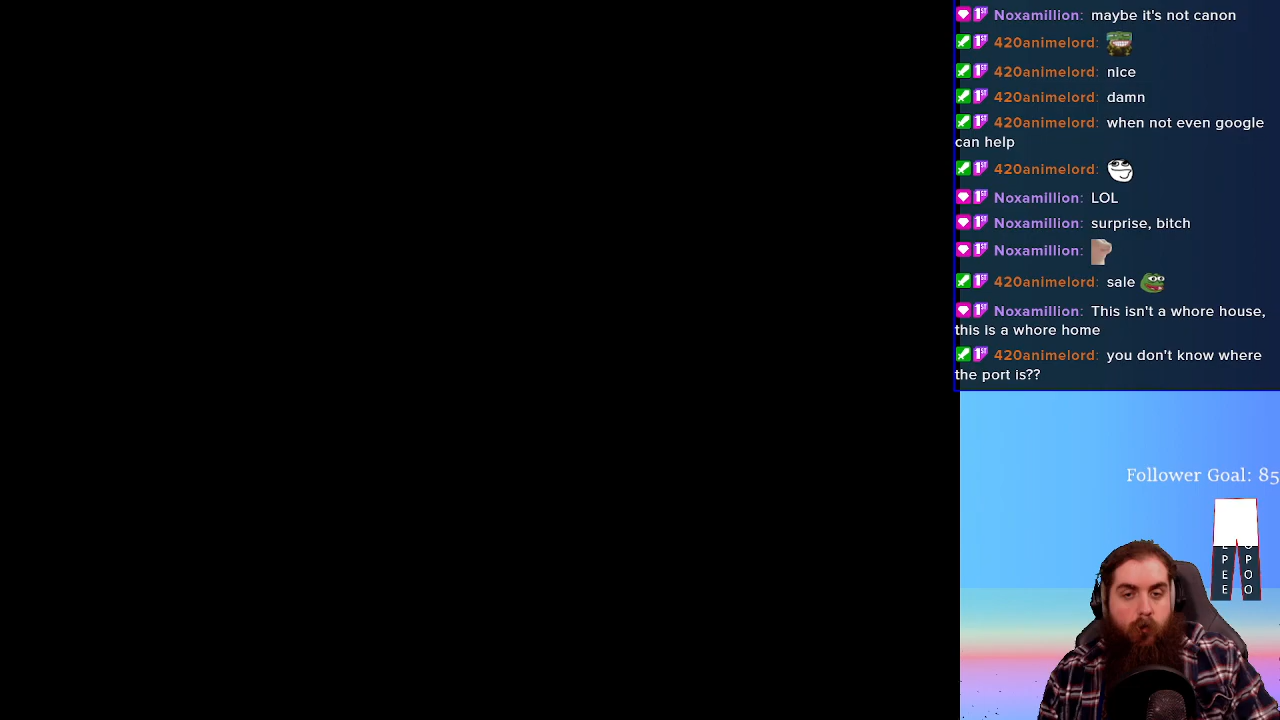 Noxamillion: maybe it's not canon
420animelord:
420animelord: nIce
420animelord: damn
420animelord: when not even google
can help
420animelord:
Noxamillion: LOL
Noxamillion: surprise, bitch
Noxamillion:
420animelord: sale
Noxamillion: This isn't a whore house,
this is a whore home
420animelord: you don't know where
the port is??
Follower Goal: 85
P P
E O
E O